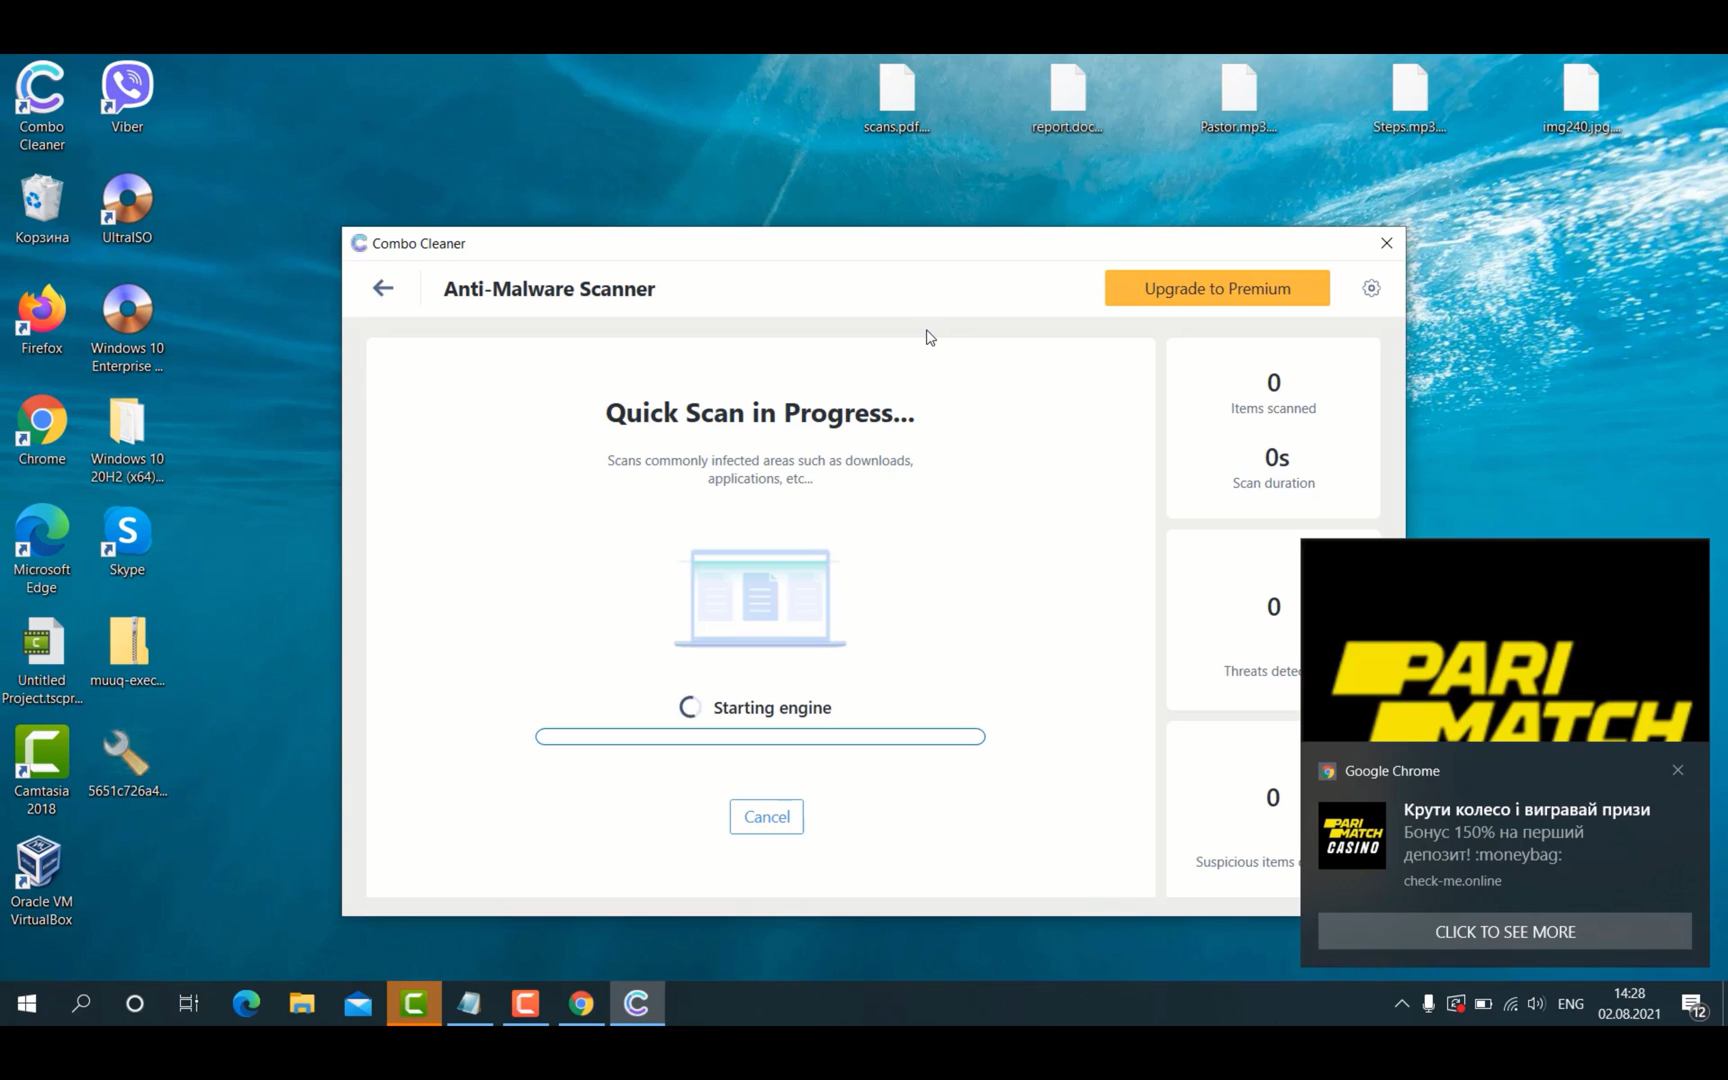 Combo
Cleaner
Viber
scans.pdf....
report.doc...
Pastor.mp3....
Steps.mp3....
img240.jpg....
Корзина
UltraISO
Firefox
Windows 10
Enterprise ...
Chrome
Windows 10
20H2 (x64)...
Microsoft
Edge
Skype
Untitled
Project.tscpr...
muuq-exec...
Camtasia
2018
5651c726a4...
Oracle VM
VirtualBox
Combo Cleaner
Anti-Malware Scanner
Upgrade to Premium
Quick Scan in Progress...
Scans commonly infected areas such as downloads,
applications, etc...
Starting engine
Cancel
0
Items scanned
0s
Scan duration
0
Threats dete
0
Suspicious items
PARI
MATCH
Google Chrome
PARI
MATCH
CASINO
Крути колесо і вигравай призи
Бонус 150% на перший
депозит! :moneybag:
check-me.online
CLICK TO SEE MORE
ENG
14:28
02.08.2021
12